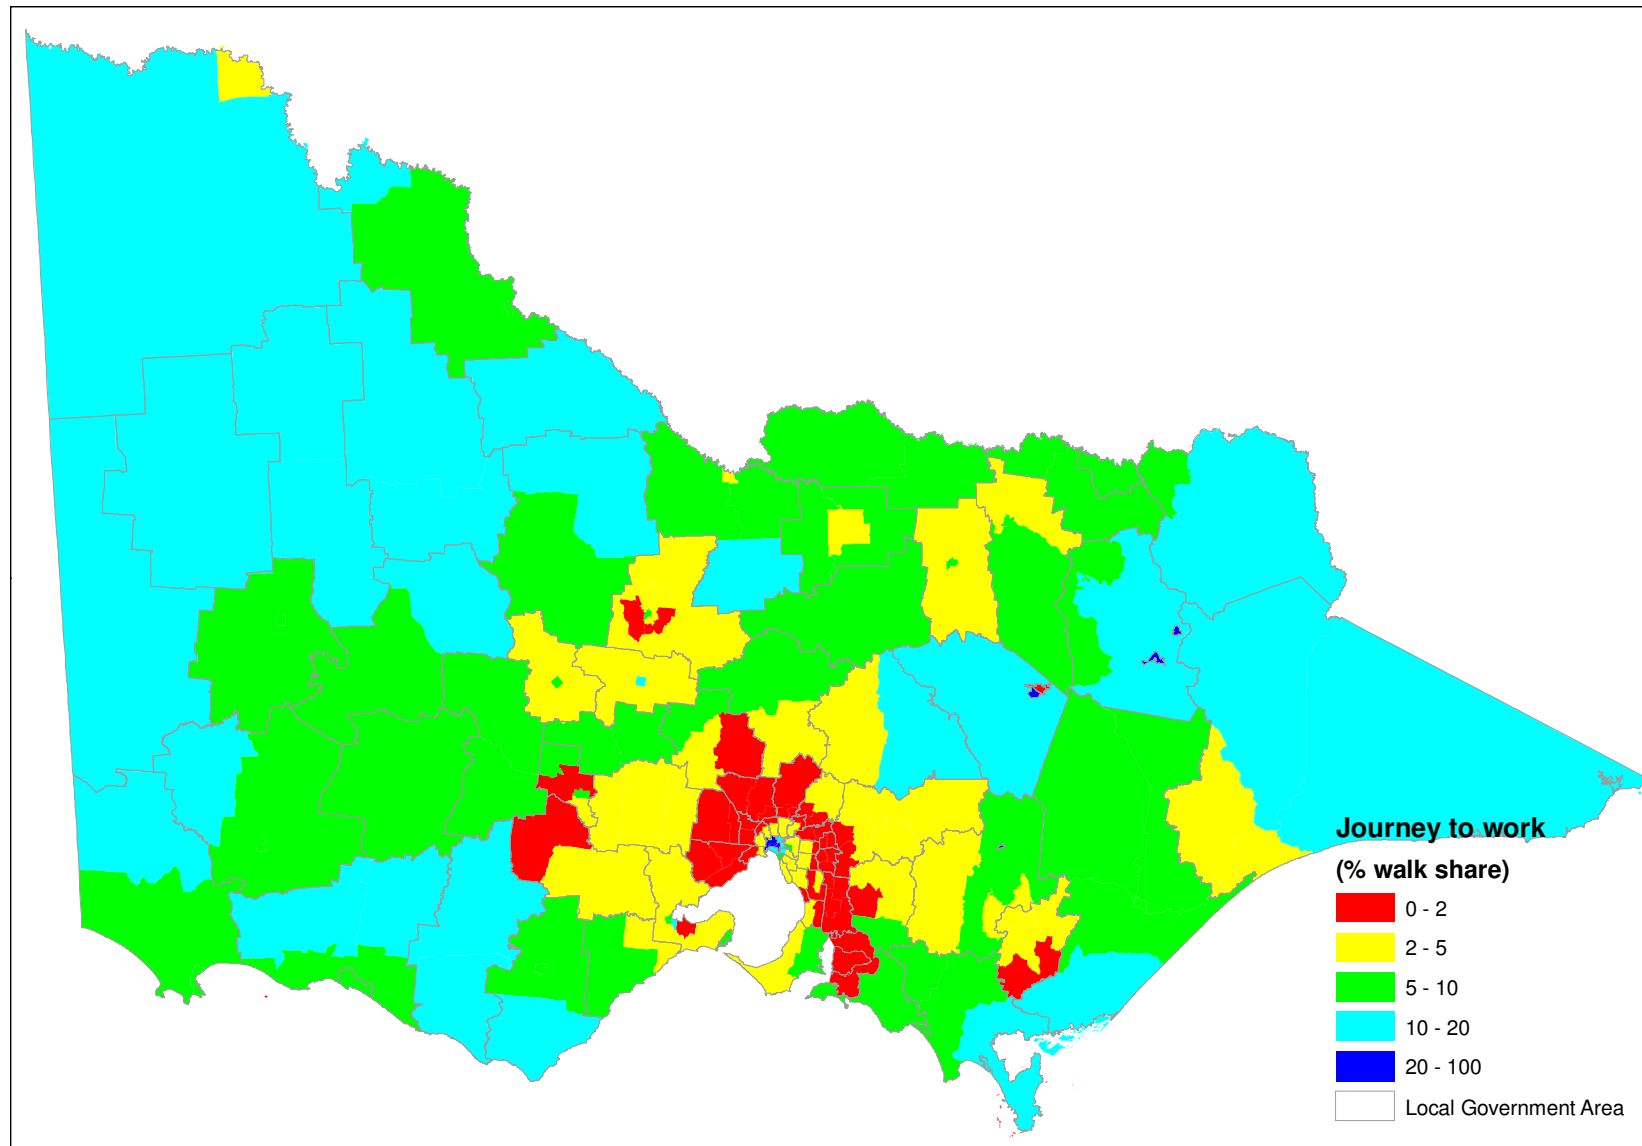 Journey to work
(% walk share)
0 - 2
2 - 5
5 - 10
10 - 20
20 - 100
Local Government Area